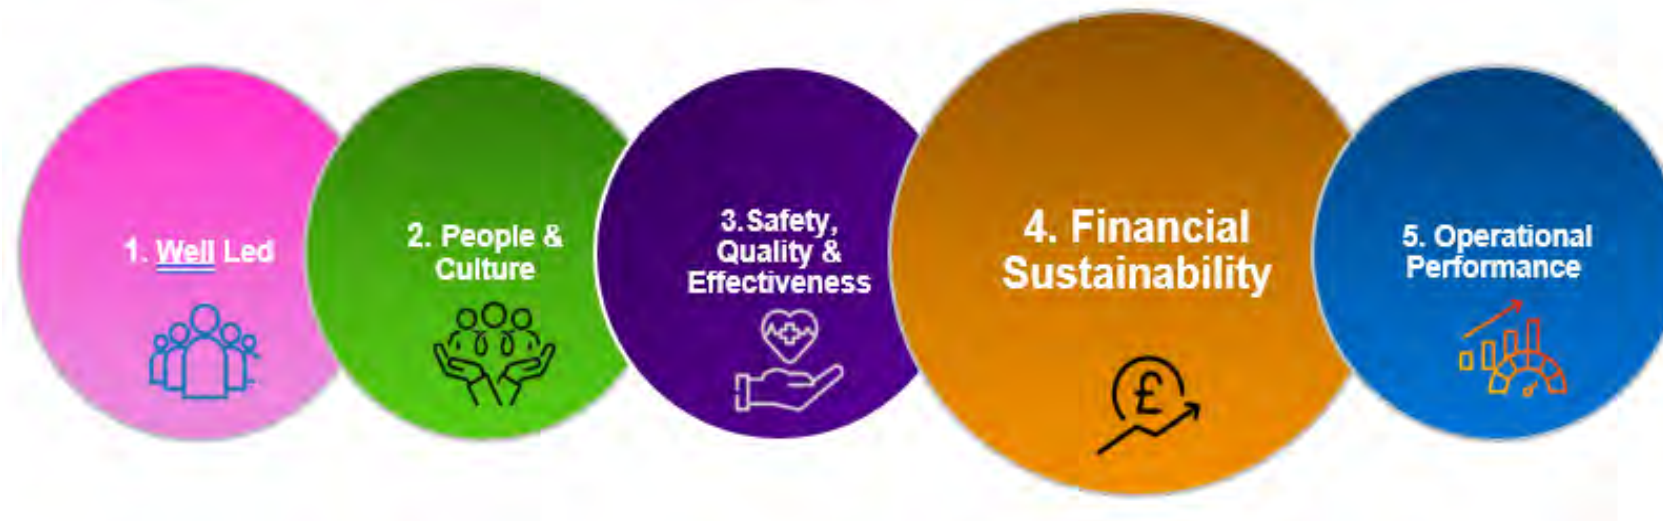 1. Well Led
2. People &
Culture
3.Safety,
Quality &
Effectiveness
4. Financial
Sustainability
£
5. Operational
Performance